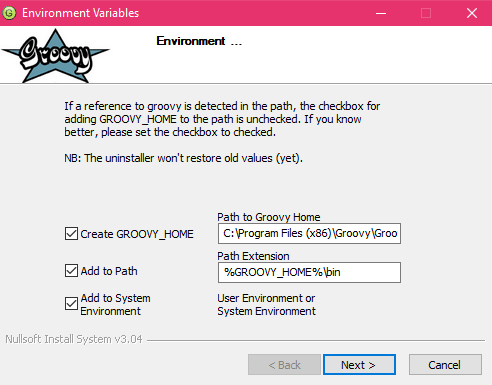 Environment Variables
Groovy
Environment ...
If a reference to groovy is detected in the path, the checkbox for
adding GROOVY_HOME to the path is unchecked. If you know
better, please set the checkbox to checked.
NB: The uninstaller won't restore old values (yet).
Path to Groovy Home
Create GROOVY_HOME
C:\Program Files (x86)\Groovy\Groo
Path Extension
Add to Path
%GROOVY_HOME%\bin
Add to System
Environment
User Environment or
System Environment
Nullsoft Install System v3.04
< Back
Next >
Cancel